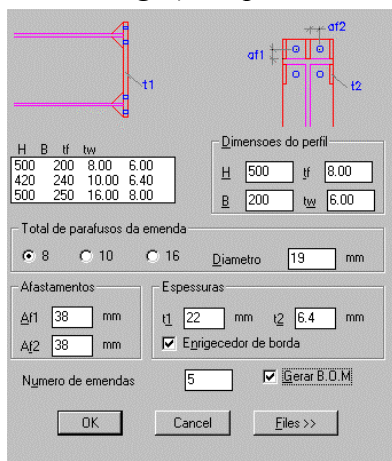 af2
af1
t1
t2
H B tf tw
500 200 8.00 6.00
420 240 10.00 6.40
500 250 16.00 8.00
Dimensoes do perfil
H 500 tf 8.00
B 200 tw 6.00
Total de parafusos da emenda
8 10 16 Diametro 19 mm
Afastamentos
Af1 38 mm
Af2 38 mm
Espessuras
t1 22 mm t2 6.4 mm
Enrigecedor de borda
Numero de emendas 5 Gerar B.O.M
OK Cancel Files >>